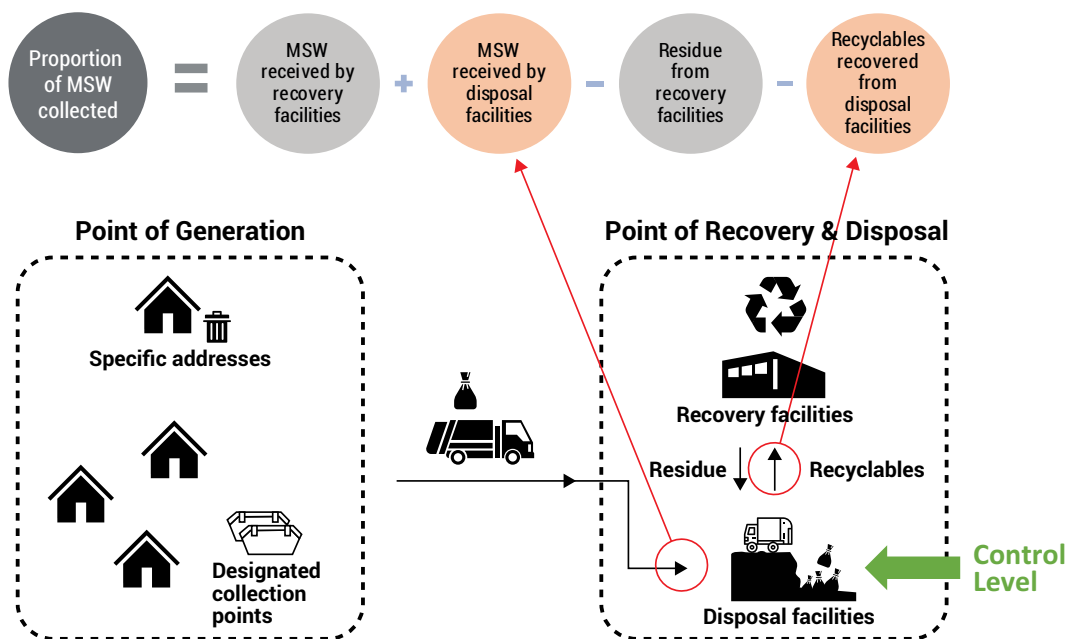 Proportion
of MSW
collected
=
MSW
received by
recovery
facilities
+
MSW
received by
disposal
facilities
-
Residue
from
recovery
facilities
-
Recyclables
recovered
from
disposal
facilities
Point of Generation
Point of Recovery & Disposal
Specific addresses
Recovery facilities
Residue
Recyclables
Designated
collection
points
Control
Level
Disposal facilities